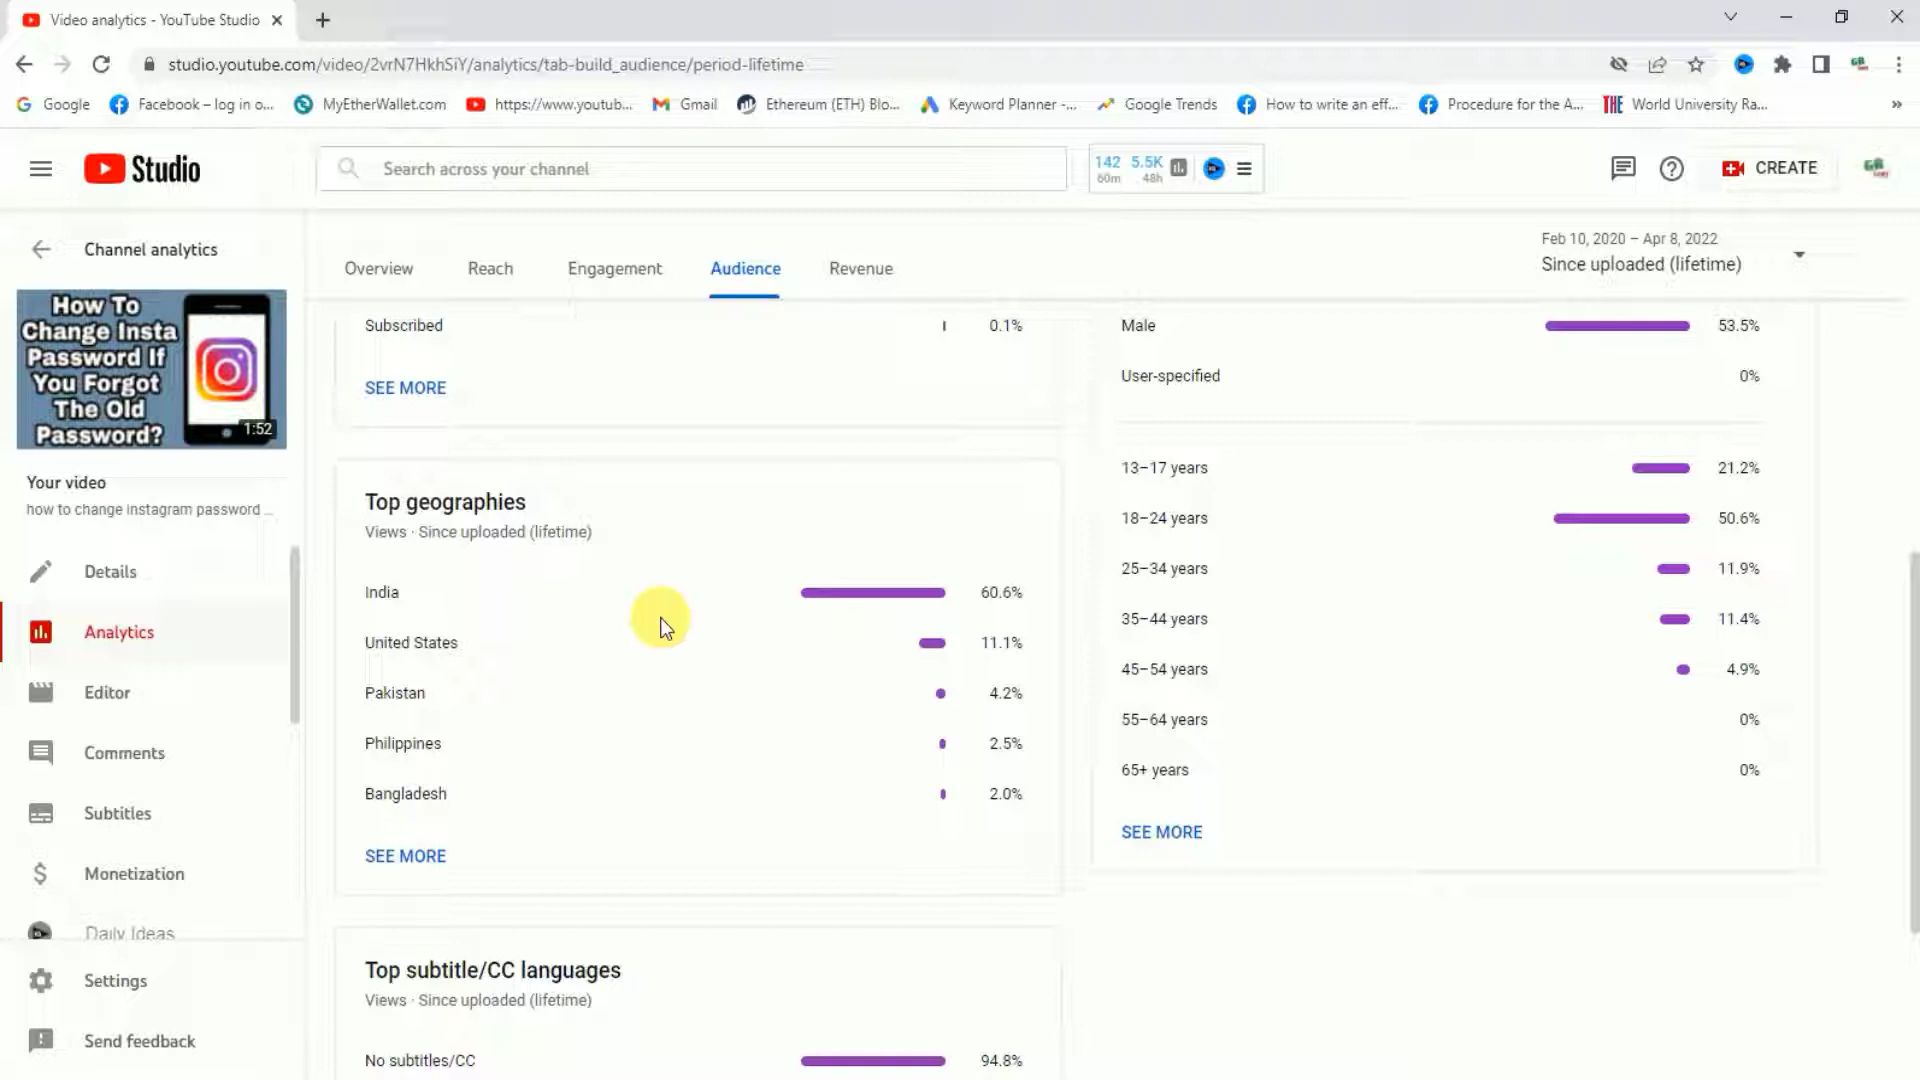 Video analytics - YouTube Studio
studio.youtube.com/video/2vrN7HkhSiY/analytics/tab-build_audience/period-lifetime
Google
Facebook – log in o...
MyEtherWallet.com
https://www.youtub...
Gmail
Ethereum (ETH) Blo...
Keyword Planner -...
Google Trends
How to write an eff...
Procedure for the A...
THE World University Ra...
»
Studio
Search across your channel
142 5.5K
60m 48h
CREATE
Channel analytics
Overview
Reach
Engagement
Audience
Revenue
Feb 10, 2020 – Apr 8, 2022
Since uploaded (lifetime)
How To
Change Insta
Password If
You Forgot
The Old
Password?
1:52
Your video
how to change instagram password ...
Details
Analytics
Editor
Comments
Subtitles
Monetization
Daily Ideas
Settings
Send feedback
Subscribed 0.1%
SEE MORE
Top geographies
Views · Since uploaded (lifetime)
India 60.6%
United States 11.1%
Pakistan 4.2%
Philippines 2.5%
Bangladesh 2.0%
SEE MORE
Top subtitle/CC languages
Views · Since uploaded (lifetime)
No subtitles/CC 94.8%
Male 53.5%
User-specified 0%
13–17 years 21.2%
18–24 years 50.6%
25–34 years 11.9%
35–44 years 11.4%
45–54 years 4.9%
55–64 years 0%
65+ years 0%
SEE MORE